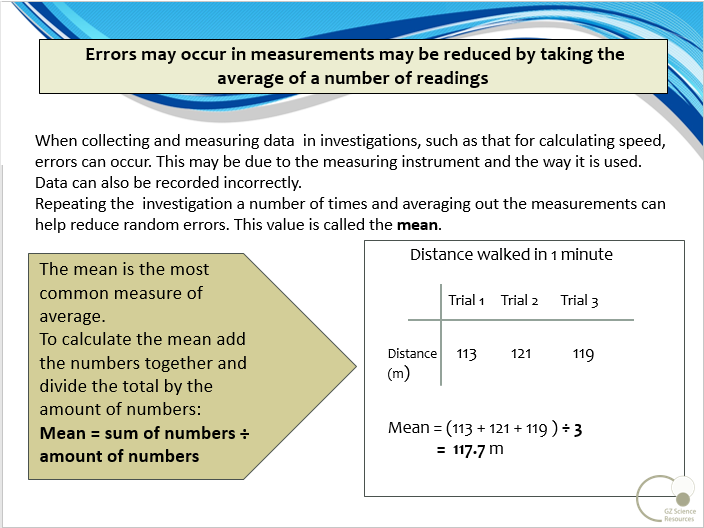 Errors may occur in measurements may be reduced by taking the
average of a number of readings
When collecting and measuring data  in investigations, such as that for calculating speed,
errors can occur. This may be due to the measuring instrument and the way it is used.
Data can also be recorded incorrectly.
Repeating the  investigation a number of times and averaging out the measurements can
help reduce random errors. This value is called the mean.
The mean is the most
common measure of
average.
To calculate the mean add
the numbers together and
divide the total by the
amount of numbers:
Mean = sum of numbers ÷
amount of numbers
Distance walked in 1 minute
Trial 1 Trial 2 Trial 3
Distance 113 121 119
(m)
Mean = (113 + 121 + 119 ) ÷ 3
= 117.7 m
GZ Science
Resources